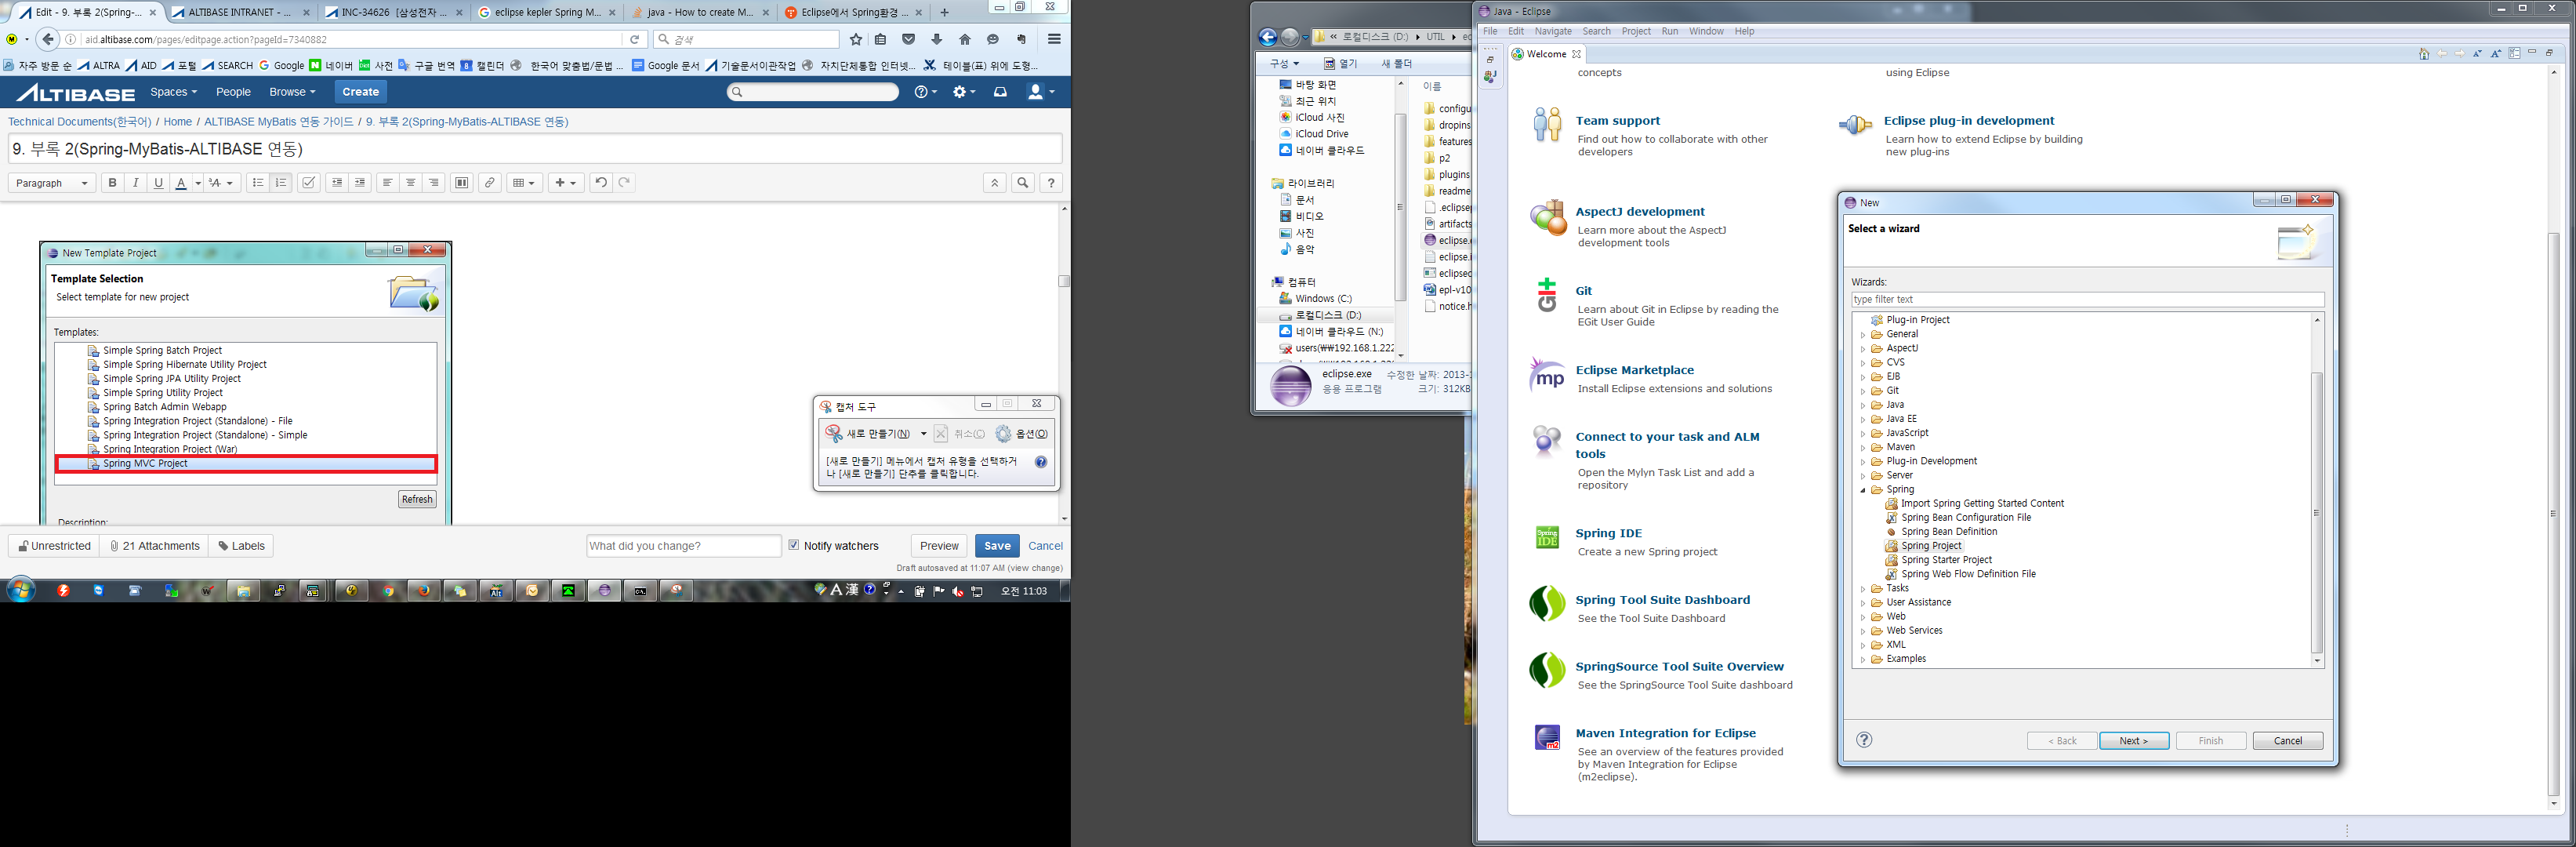 Edit - 9. 부록 2(Spring-...
ALTIBASE INTRANET - ...
INC-34626 [삼성전자 ...
eclipse kepler Spring M...
java - How to create M...
Eclipse에서 Spring환경 ...
aid.altibase.com/pages/editpage.action?pageId=7340882
검색
자주 방문 순
ALTRA
AID
포털
SEARCH
Google
네이버
사전
구글 번역
캘린더
한국어 맞춤법/문법 ...
Google 문서
기술문서이관작업
자치단체통합 인터넷...
테이블(표) 위에 도형...
ALTIBASE
Spaces
People
Browse
Create
Technical Documents(한국어) / Home / ALTIBASE MyBatis 연동 가이드 / 9. 부록 2(Spring-MyBatis-ALTIBASE 연동)
9. 부록 2(Spring-MyBatis-ALTIBASE 연동)
Paragraph
B
I
U
A
New Template Project
Template Selection
Select template for new project
Templates:
Simple Spring Batch Project
Simple Spring Hibernate Utility Project
Simple Spring JPA Utility Project
Simple Spring Utility Project
Spring Batch Admin Webapp
Spring Integration Project (Standalone) - File
Spring Integration Project (Standalone) - Simple
Spring Integration Project (War)
Spring MVC Project
Refresh
Description:
캡처 도구
새로 만들기(N)
취소(C)
옵션(O)
[새로 만들기] 메뉴에서 캡처 유형을 선택하거
나 [새로 만들기] 단추를 클릭합니다.
Unrestricted
21 Attachments
Labels
What did you change?
Notify watchers
Preview
Save
Cancel
Draft autosaved at 11:07 AM (view change)
A 漢
오전 11:03
로컬디스크 (D:)
UTIL
ec
구성
열기
새 폴더
바탕 화면
최근 위치
iCloud 사진
iCloud Drive
네이버 클라우드
라이브러리
문서
비디오
사진
음악
컴퓨터
Windows (C:)
로컬디스크 (D:)
네이버 클라우드 (N:)
users(₩₩192.168.1.222
이름
configu
dropins
features
p2
plugins
readme
.eclipsep
artifacts
eclipse.e
eclipse.i
eclipsec
epl-v10
notice.h
eclipse.exe
수정한 날짜: 2013-
응용 프로그램
크기: 312KB
Java - Eclipse
File
Edit
Navigate
Search
Project
Run
Window
Help
Welcome
concepts
using Eclipse
Team support
Find out how to collaborate with other
developers
Eclipse plug-in development
Learn how to extend Eclipse by building
new plug-ins
AspectJ development
Learn more about the AspectJ
development tools
Git
Learn about Git in Eclipse by reading the
EGit User Guide
Eclipse Marketplace
Install Eclipse extensions and solutions
Connect to your task and ALM
tools
Open the Mylyn Task List and add a
repository
Spring IDE
Create a new Spring project
Spring Tool Suite Dashboard
See the Tool Suite Dashboard
SpringSource Tool Suite Overview
See the SpringSource Tool Suite dashboard
Maven Integration for Eclipse
See an overview of the features provided
by Maven Integration for Eclipse
(m2eclipse).
New
Select a wizard
Wizards:
type filter text
Plug-in Project
General
AspectJ
CVS
EJB
Git
Java
Java EE
JavaScript
Maven
Plug-in Development
Server
Spring
Import Spring Getting Started Content
Spring Bean Configuration File
Spring Bean Definition
Spring Project
Spring Starter Project
Spring Web Flow Definition File
Tasks
User Assistance
Web
Web Services
XML
Examples
< Back
Next >
Finish
Cancel